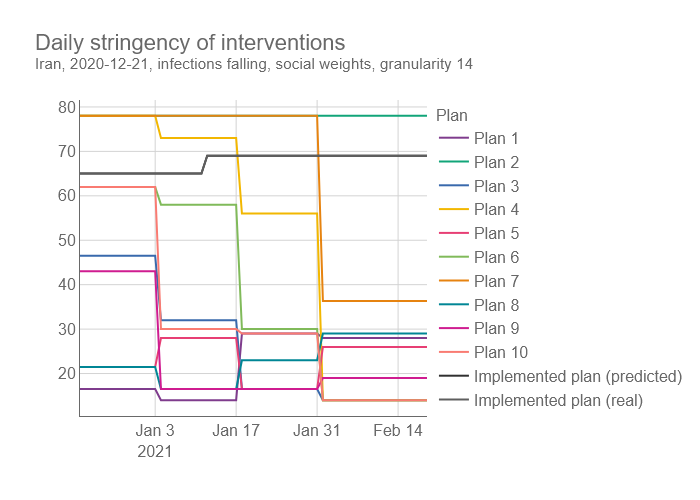 Daily stringency of interventions
Iran, 2020-12-21, infections falling, social weights, granularity 14
80
70
60
50
40
30
20
Jan 3
2021
Jan 17
Jan 31
Feb 14
Plan
Plan 1
Plan 2
Plan 3
Plan 4
Plan 5
Plan 6
Plan 7
Plan 8
Plan 9
Plan 10
Implemented plan (predicted)
Implemented plan (real)